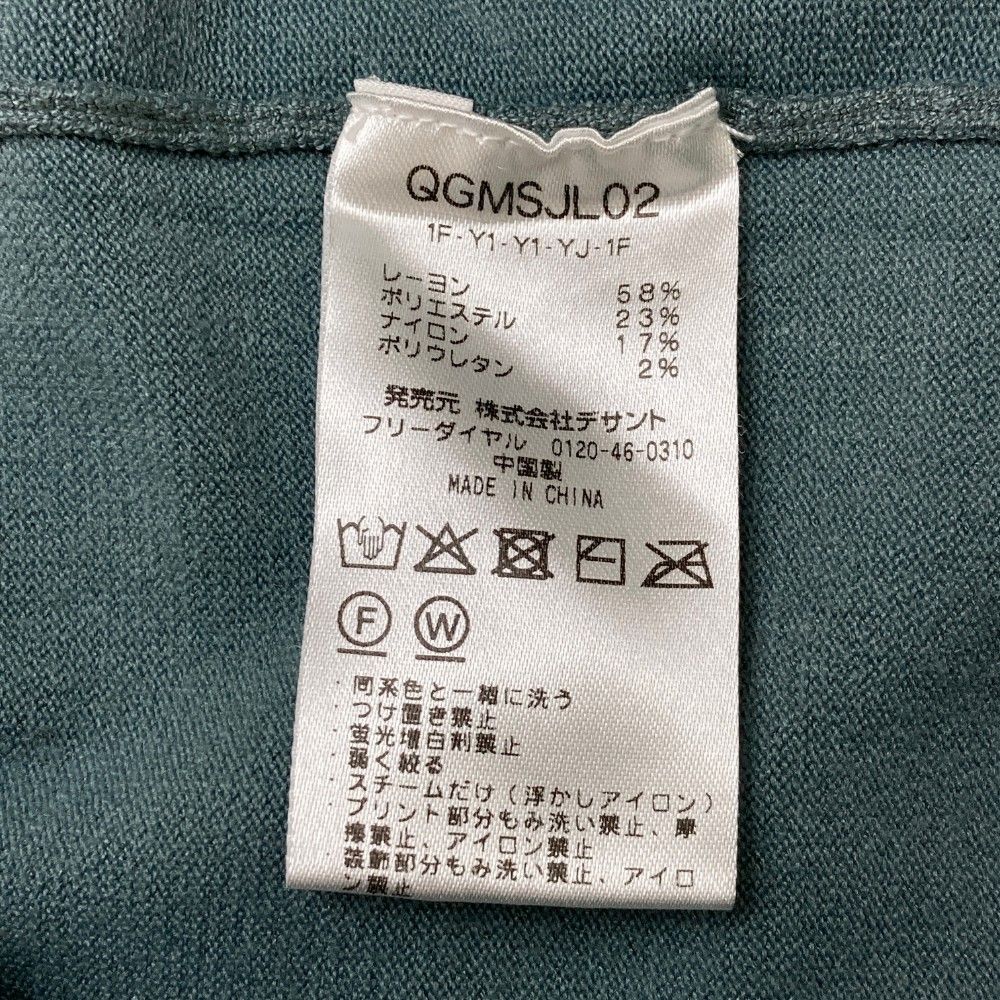 QGMSJL02
1F-Y1-Y1-YJ-1F
レーヨン 58%
ポリエステル 23%
ナイロン 17%
ポリウレタン 2%
発売元 株式会社デサント
フリーダイヤル 0120-46-0310
中国製
MADE IN CHINA
F W
・同系色と一緒に洗う
・つけ置き禁止
・蛍光増白剤禁止
・弱く絞る
・スチームだけ(浮かしアイロン)
・プリント部分もみ洗い禁止、摩
擦禁止、アイロン禁止
・装飾部分もみ洗い禁止、アイロ
ン禁止